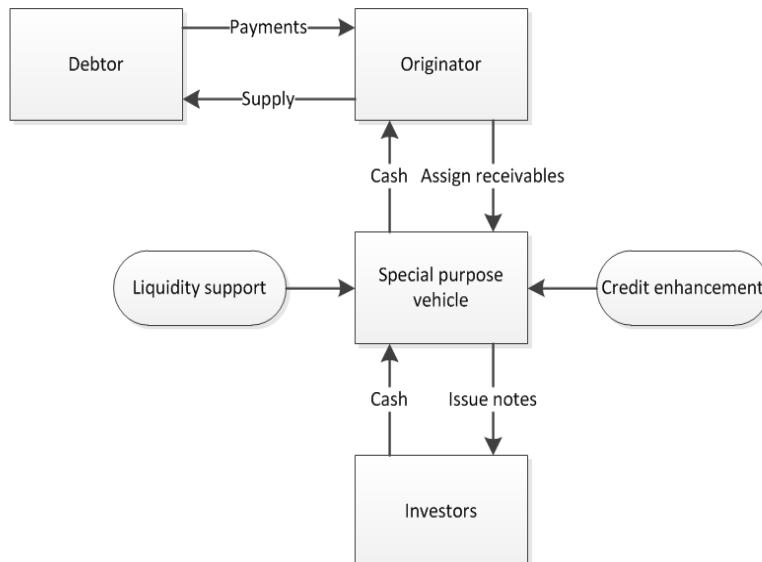 Payments
Debtor
Originator
Supply
Cash
Assign receivables
Liquidity support
Special purpose
vehicle
Credit enhancement
Cash
Issue notes
Investors